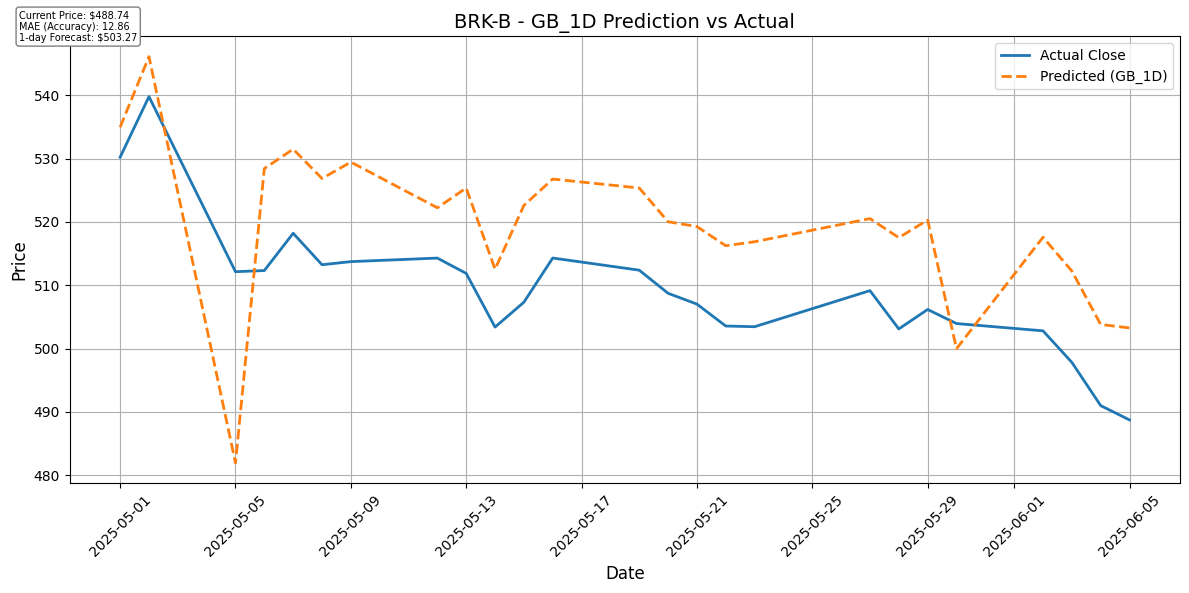 BRK-B - GB_1D Prediction vs Actual
Current Price: $488.74
MAE (Accuracy): 12.86
1-day Forecast: $503.27
Actual Close
Predicted (GB_1D)
Price
540
530
520
510
500
490
480
2025-05-01
2025-05-05
2025-05-09
2025-05-13
2025-05-17
2025-05-21
2025-05-25
2025-05-29
2025-06-01
2025-06-05
Date